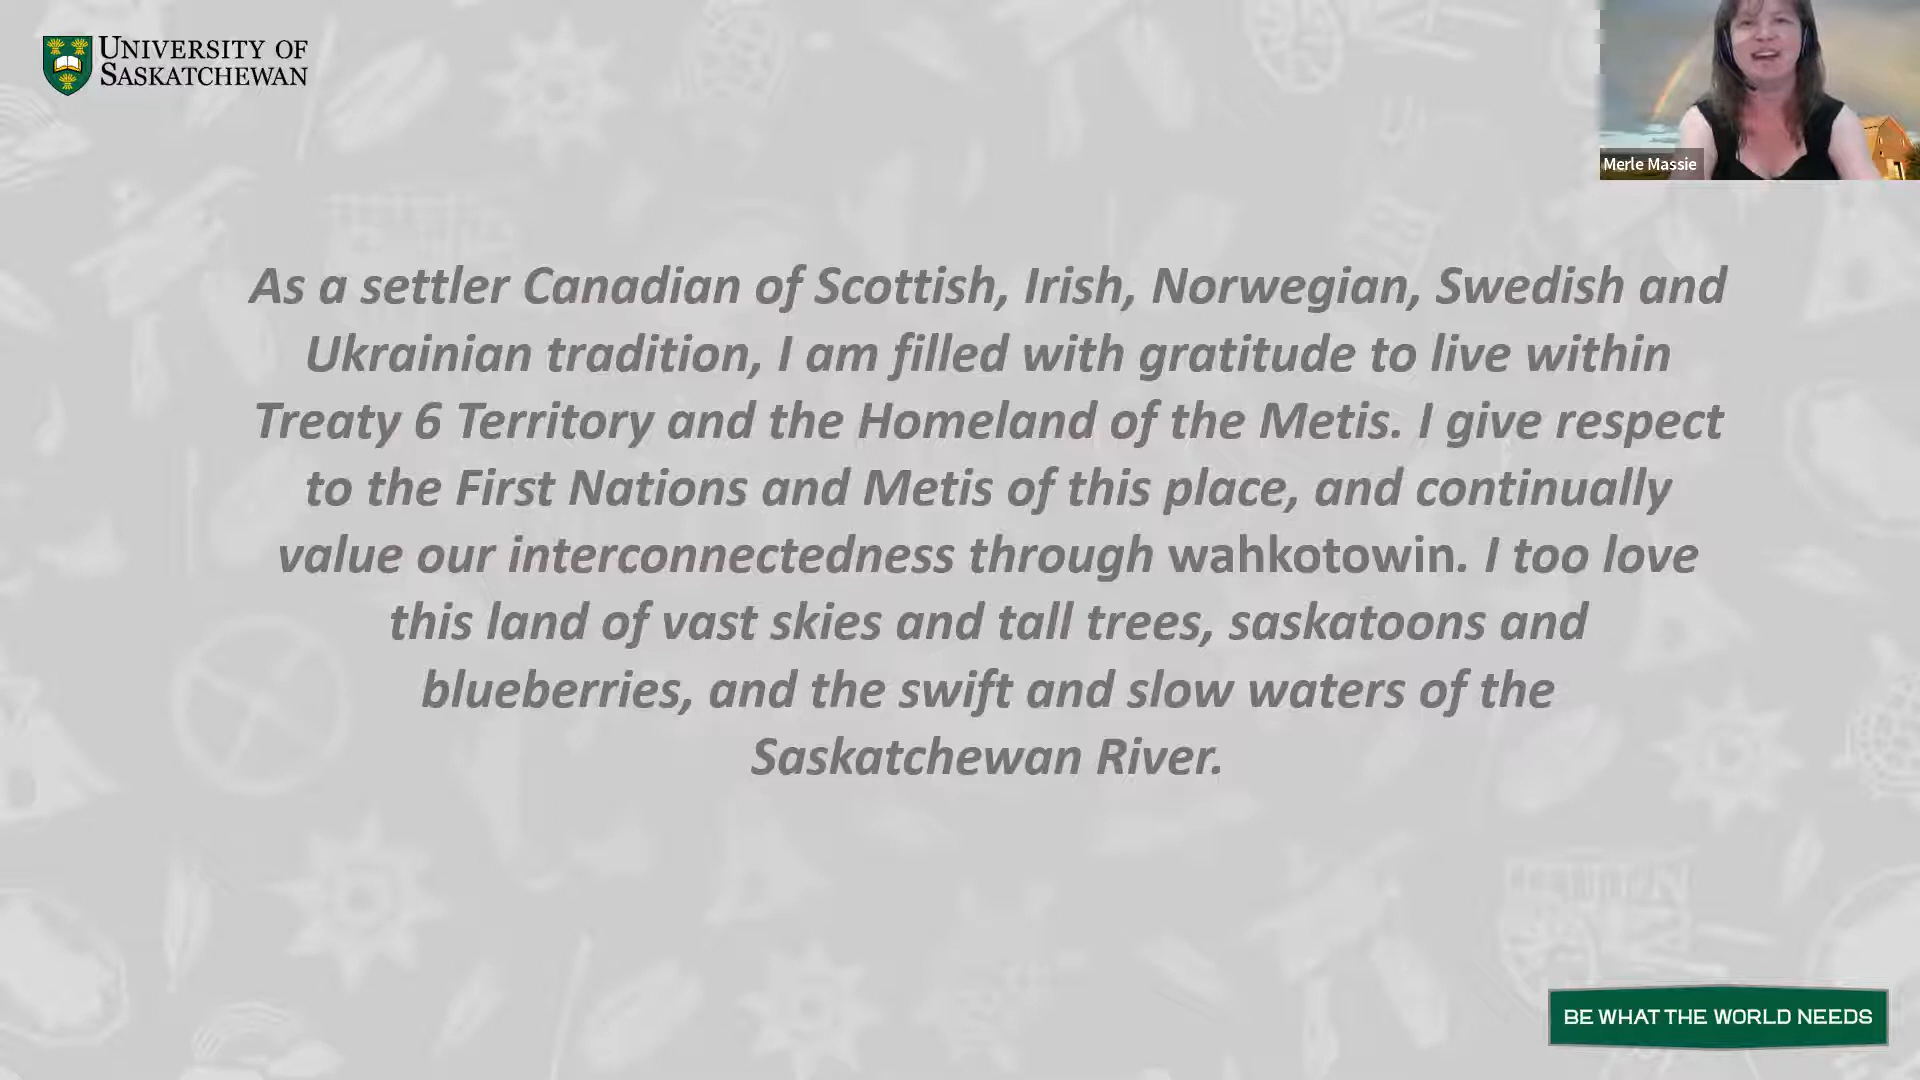 UNIVERSITY OF
SASKATCHEWAN
Merle Massie
As a settler Canadian of Scottish, Irish, Norwegian, Swedish and
Ukrainian tradition, I am filled with gratitude to live within
Treaty 6 Territory and the Homeland of the Metis. I give respect
to the First Nations and Metis of this place, and continually
value our interconnectedness through wahkotowin. I too love
this land of vast skies and tall trees, saskatoons and
blueberries, and the swift and slow waters of the
Saskatchewan River.
BE WHAT THE WORLD NEEDS